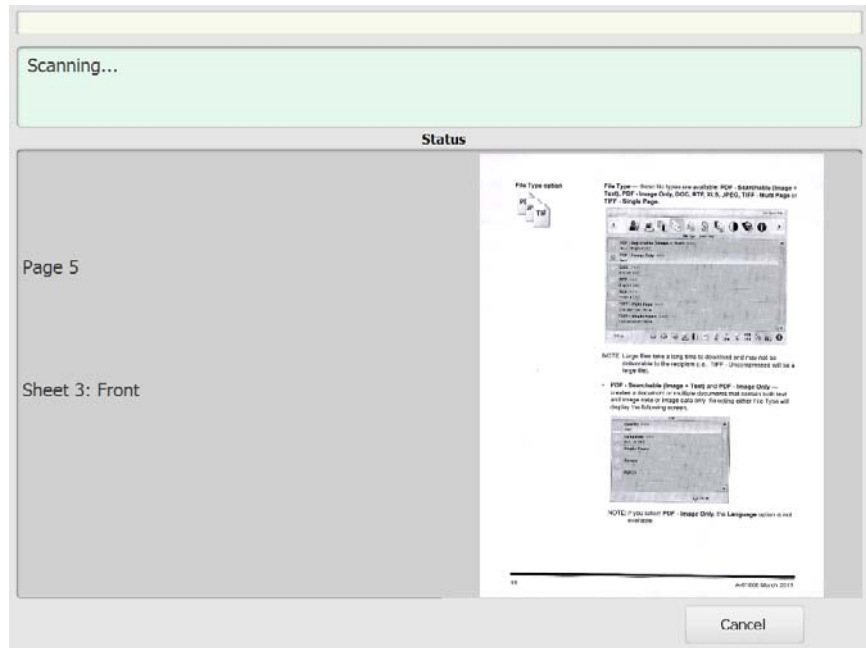 Scanning...
Status
Page 5
Sheet 3: Front
File Type option
File Type — these file types are available: PDF - Searchable (Image +
Text), PDF - Image Only, DOC, RTF, XLS, JPEG, TIFF - Multi Page or
TIFF - Single Page.
TIF
NOTE: Large files take a long time to download and may not be
deliverable to the recipient (i.e., TIFF - Uncompressed will be a
large file).
• PDF - Searchable (Image + Text) and PDF - Image Only —
creates a document or multiple documents that contain both text
and image data or image data only. Selecting either File Type will
display the following screen.
NOTE: If you select PDF - Image Only, the Language option is not
available.
March 2011
Cancel